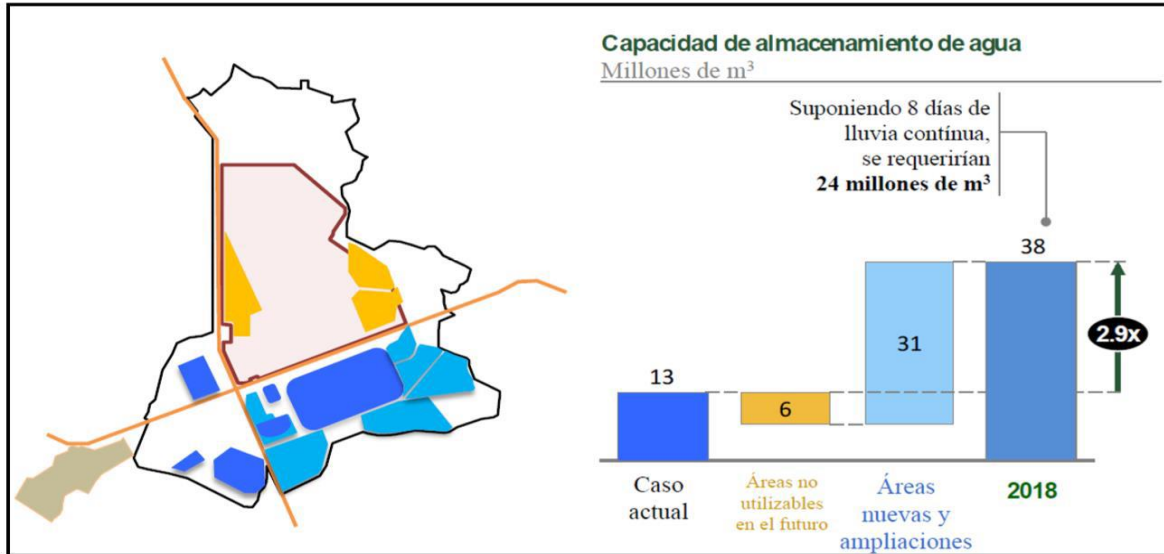 Capacidad de almacenamiento de agua
Millones de m³
Suponiendo 8 días de
lluvia contínua,
se requerirían
24 millones de m³
38
2.9x
31
13
6
Caso
actual
Áreas no
utilizables
en el futuro
Áreas
nuevas y
ampliaciones
2018